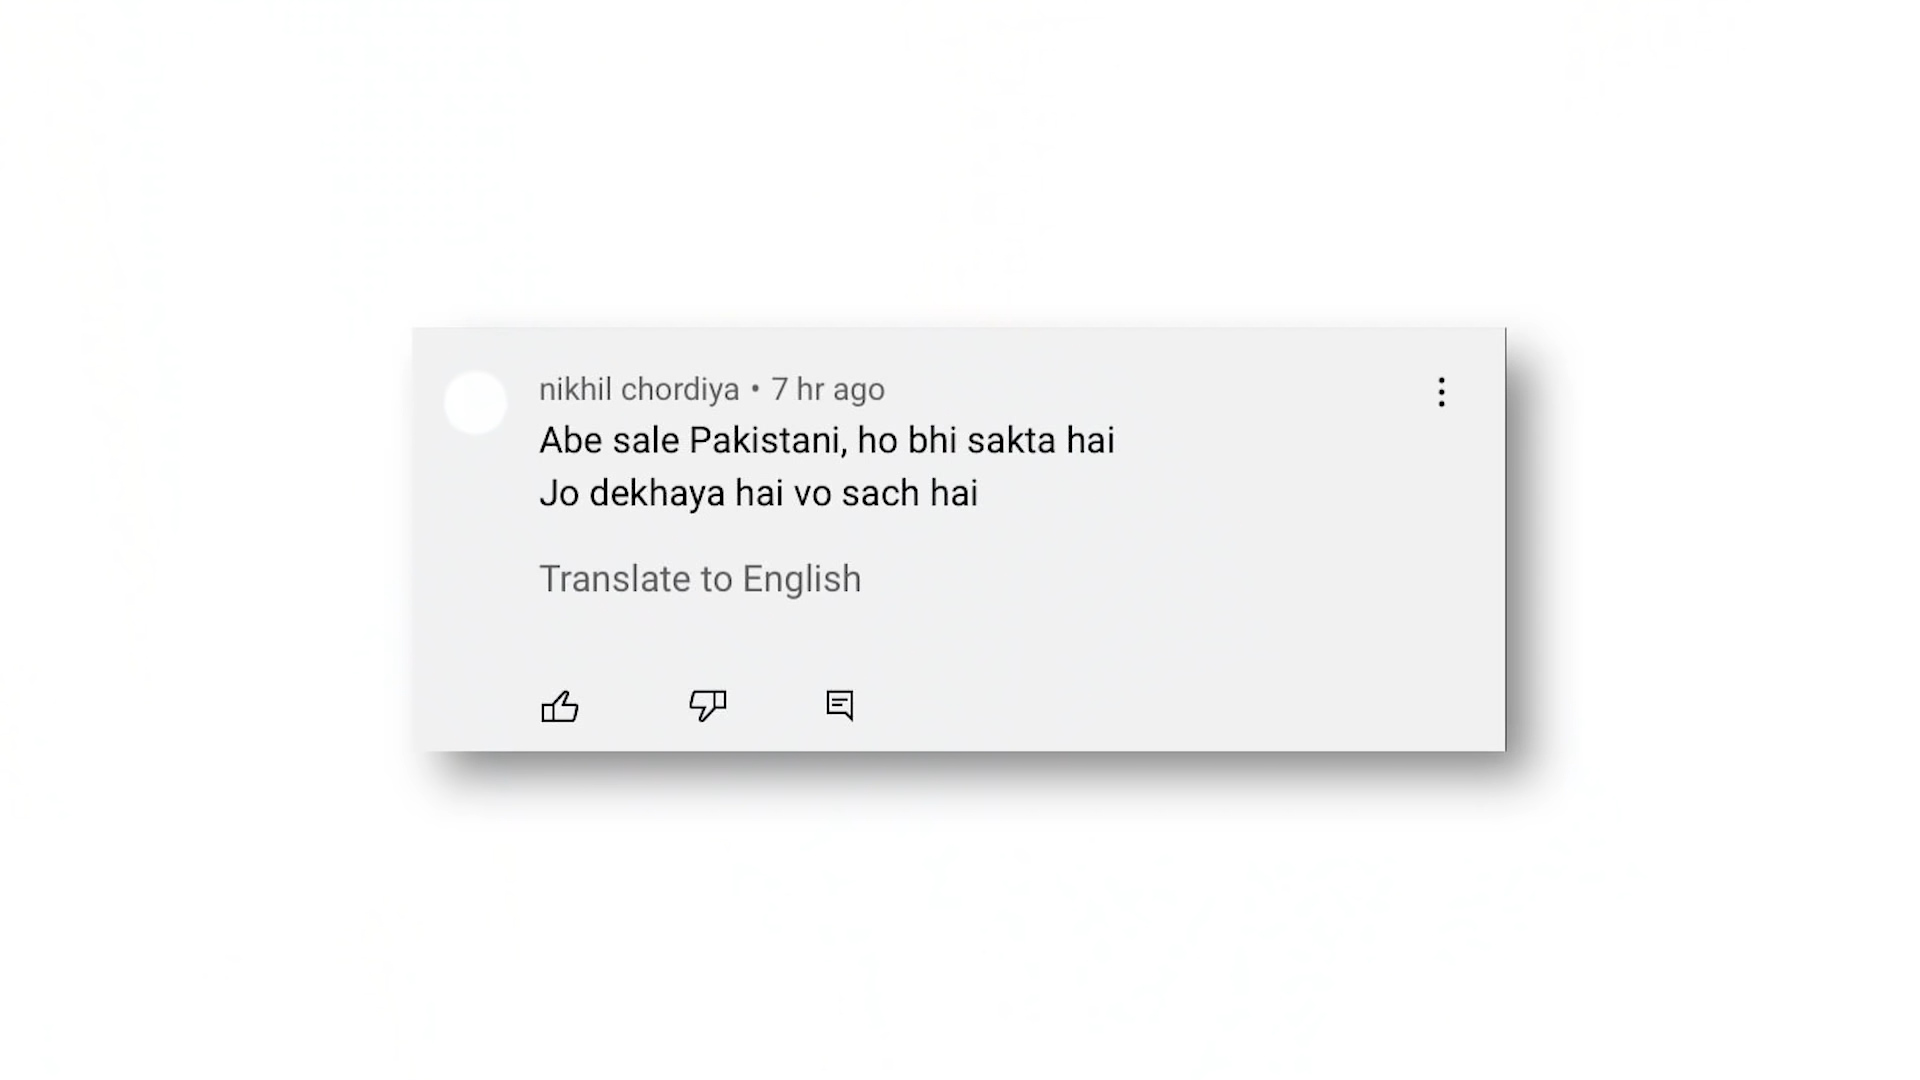 nikhil chordiya • 7 hr ago
Abe sale Pakistani, ho bhi sakta hai
Jo dekhaya hai vo sach hai
Translate to English